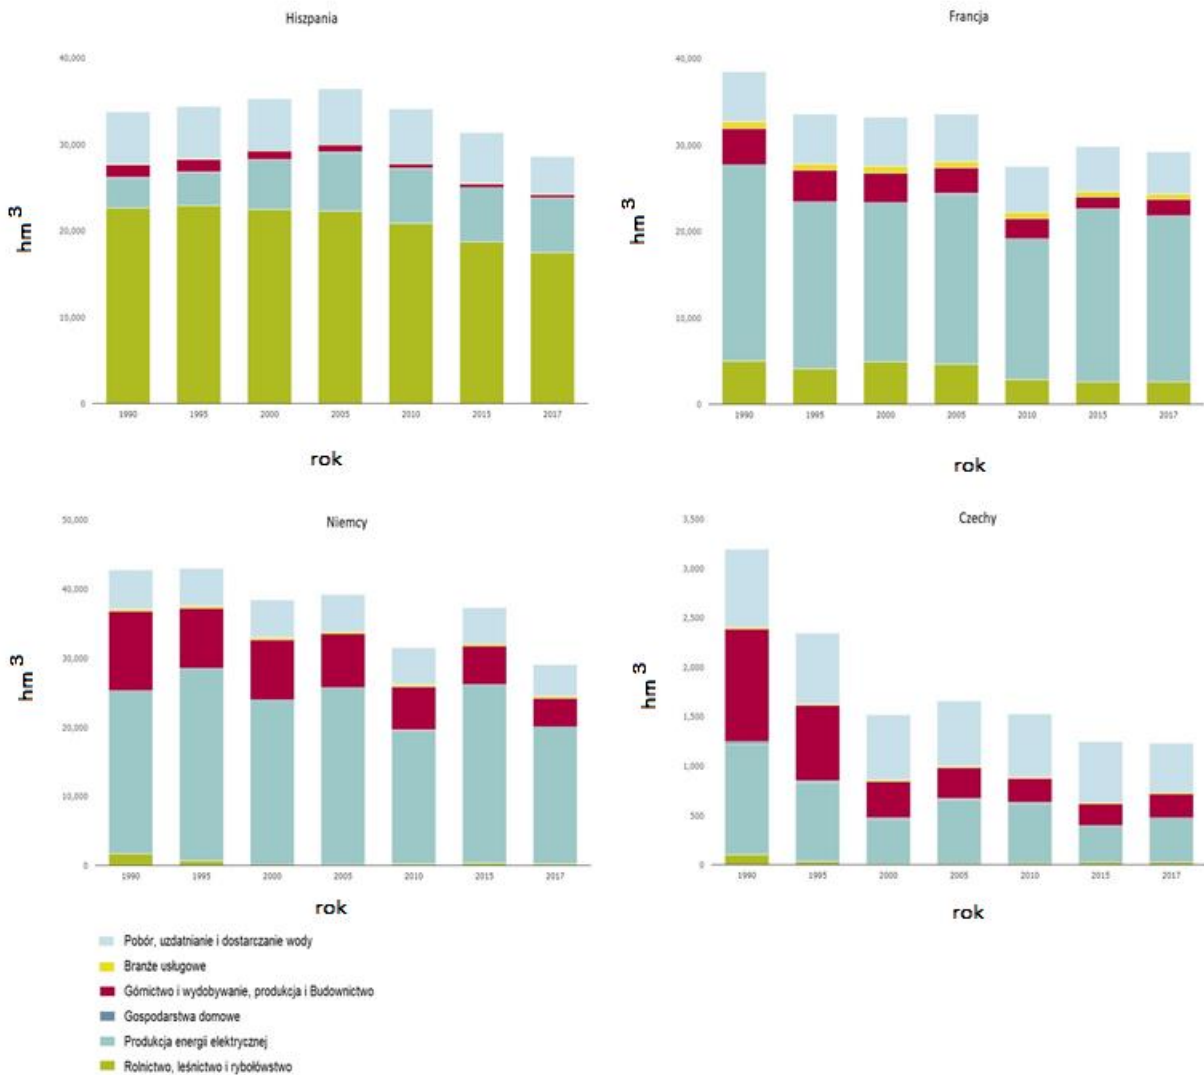 Hiszpania
40,000
30,000
20,000
10,000
0
hm 3
1990 1995 2000 2005 2010 2015 2017
rok
Francja
40,000
30,000
20,000
10,000
0
hm 3
1990 1995 2000 2005 2010 2015 2017
rok
Niemcy
50,000
40,000
30,000
20,000
10,000
0
hm 3
1990 1995 2000 2005 2010 2015 2017
rok
Czechy
3,500
3,000
2,500
2,000
1,500
1,000
500
0
hm 3
1990 1995 2000 2005 2010 2015 2017
rok
Pobór, uzdatnianie i dostarczanie wody
Branże usługowe
Górnictwo i wydobywanie, produkcja i Budownictwo
Gospodarstwa domowe
Produkcja energii elektrycznej
Rolnictwo, leśnictwo i rybołówstwo